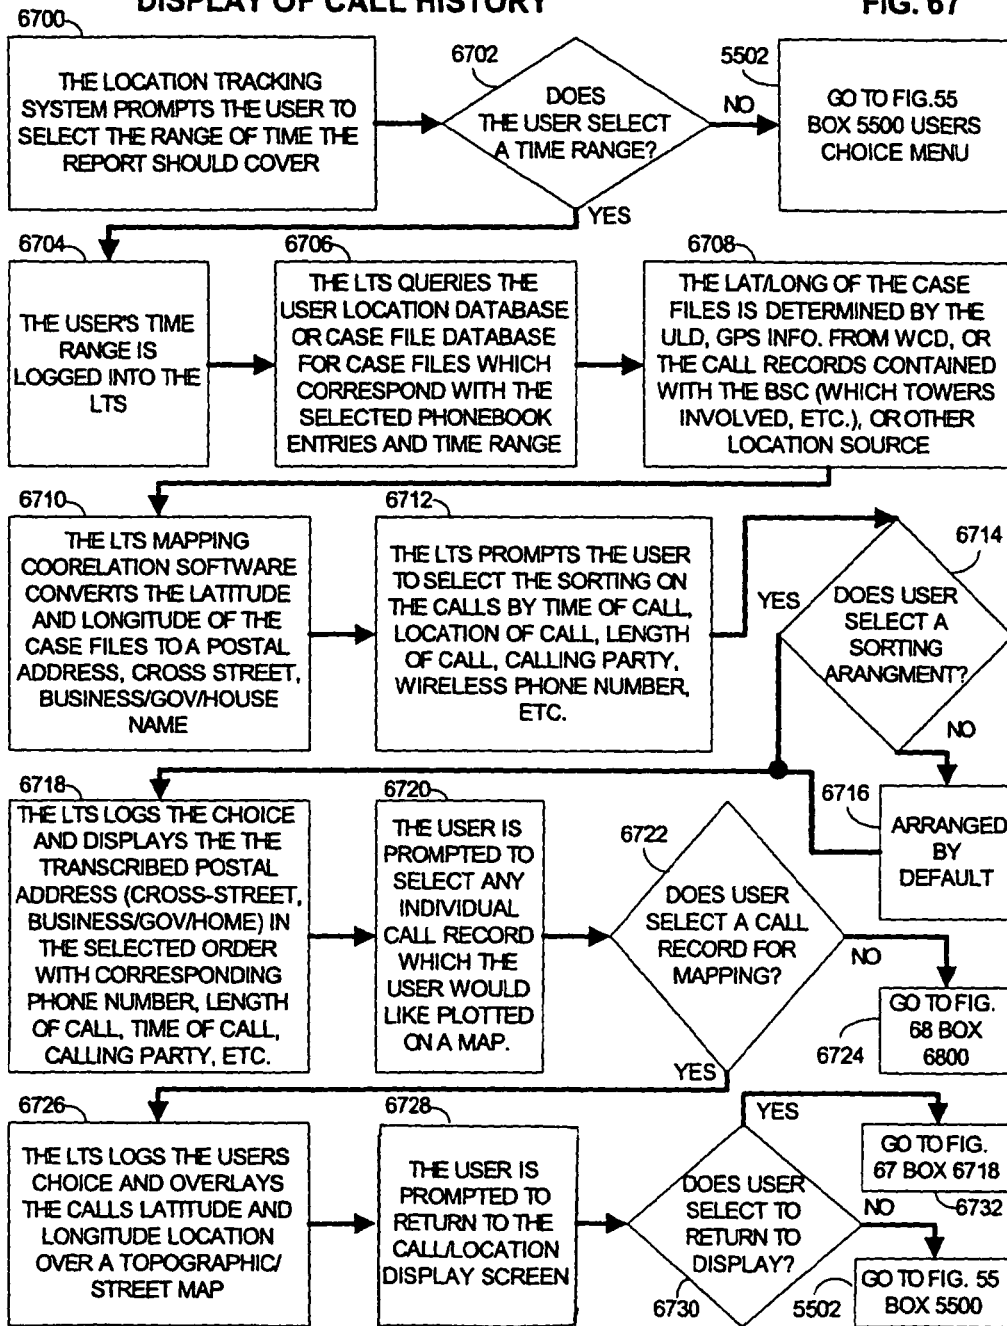 DISPLAY OF CALL HISTORY
FIG. 67
6700
THE LOCATION TRACKING
SYSTEM PROMPTS THE USER TO
SELECT THE RANGE OF TIME THE
REPORT SHOULD COVER
6702
DOES
THE USER SELECT
A TIME RANGE?
NO
YES
5502
GO TO FIG.55
BOX 5500 USERS
CHOICE MENU
6704
THE USER'S TIME
RANGE IS
LOGGED INTO THE
LTS
6706
THE LTS QUERIES THE
USER LOCATION DATABASE
OR CASE FILE DATABASE
FOR CASE FILES WHICH
CORRESPOND WITH THE
SELECTED PHONEBOOK
ENTRIES AND TIME RANGE
6708
THE LAT/LONG OF THE CASE
FILES IS DETERMINED BY THE
ULD, GPS INFO. FROM WCD, OR
THE CALL RECORDS CONTAINED
WITH THE BSC (WHICH TOWERS
INVOLVED, ETC.), OR OTHER
LOCATION SOURCE
6710
THE LTS MAPPING
COORELATION SOFTWARE
CONVERTS THE LATITUDE
AND LONGITUDE OF THE
CASE FILES TO A POSTAL
ADDRESS, CROSS STREET,
BUSINESS/GOV/HOUSE
NAME
6712
THE LTS PROMPTS THE USER
TO SELECT THE SORTING ON
THE CALLS BY TIME OF CALL,
LOCATION OF CALL, LENGTH
OF CALL, CALLING PARTY,
WIRELESS PHONE NUMBER,
ETC.
6714
YES
DOES USER
SELECT A
SORTING
ARANGMENT?
NO
6716
ARRANGED
BY
DEFAULT
6718
THE LTS LOGS THE CHOICE
AND DISPLAYS THE THE
TRANSCRIBED POSTAL
ADDRESS (CROSS-STREET,
BUSINESS/GOV/HOME) IN
THE SELECTED ORDER
WITH CORRESPONDING
PHONE NUMBER, LENGTH
OF CALL, TIME OF CALL,
CALLING PARTY, ETC.
6720
THE USER IS
PROMPTED TO
SELECT ANY
INDIVIDUAL
CALL RECORD
WHICH THE
USER WOULD
LIKE PLOTTED
ON A MAP.
6722
DOES USER
SELECT A CALL
RECORD FOR
MAPPING?
NO
YES
GO TO FIG.
68 BOX
6800
6724
6726
THE LTS LOGS THE USERS
CHOICE AND OVERLAYS
THE CALLS LATITUDE AND
LONGITUDE LOCATION
OVER A TOPOGRAPHIC/
STREET MAP
6728
THE USER IS
PROMPTED TO
RETURN TO THE
CALL/LOCATION
DISPLAY SCREEN
YES
DOES USER
SELECT TO
RETURN TO
DISPLAY?
6730
NO
GO TO FIG.
67 BOX 6718
6732
5502
GO TO FIG. 55
BOX 5500